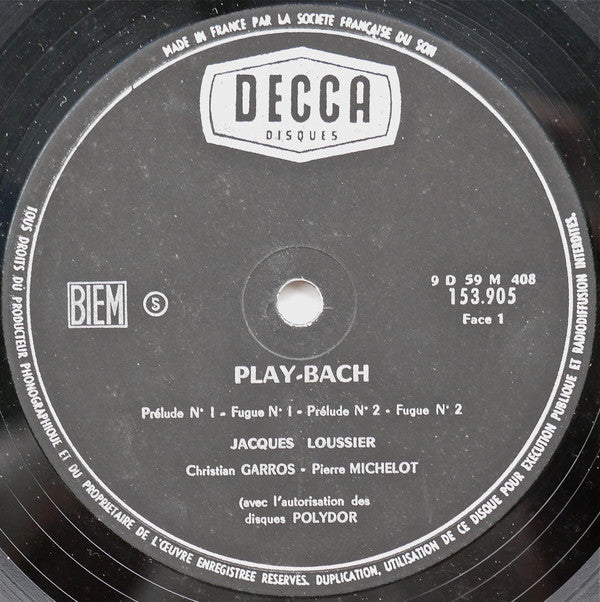 MADE IN FRANCE PAR LA SOCIETE FRANÇAISE DU SON
DECCA
DISQUES
BIEM
S
9 D 59 M 408
153.905
Face 1
PLAY-BACH
Prélude N° 1 - Fugue N° 1 - Prélude N° 2 - Fugue N° 2
JACQUES LOUSSIER
Christian GARROS - Pierre MICHELOT
(avec l'autorisation des
disques POLYDOR
TOUS DROITS DU PRODUCTEUR PHONOGRAPHIQUE ET DU PROPRIETAIRE DE L'ŒUVRE ENREGISTREE RESERVES. DUPLICATION, UTILISATION DE CE DISQUE POUR EXECUTION PUBLIQUE ET RADIODIFFUSION INTERDITES.